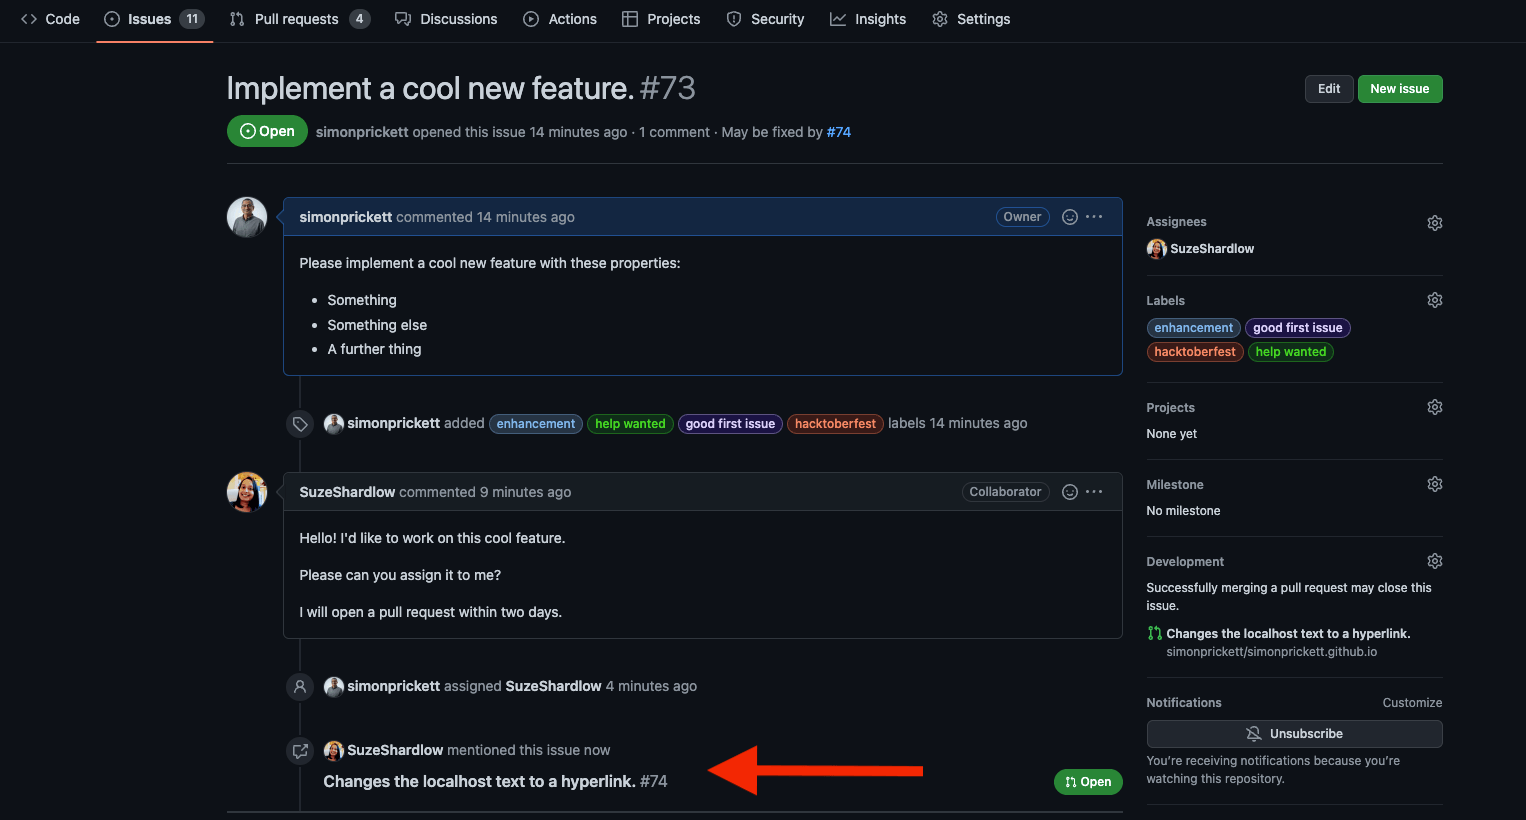 Code Issues 11 Pull requests 4 Discussions Actions Projects Security Insights Settings
Implement a cool new feature. #73
Edit New issue
Open simonprickett opened this issue 14 minutes ago · 1 comment · May be fixed by #74
simonprickett commented 14 minutes ago Owner
Please implement a cool new feature with these properties:
• Something
• Something else
• A further thing
simonprickett added enhancement help wanted good first issue hacktoberfest labels 14 minutes ago
SuzeShardlow commented 9 minutes ago Collaborator
Hello! I'd like to work on this cool feature.
Please can you assign it to me?
I will open a pull request within two days.
simonprickett assigned SuzeShardlow 4 minutes ago
SuzeShardlow mentioned this issue now
Changes the localhost text to a hyperlink. #74
Open
Assignees
SuzeShardlow
Labels
enhancement good first issue
hacktoberfest help wanted
Projects
None yet
Milestone
No milestone
Development
Successfully merging a pull request may close this
issue.
Changes the localhost text to a hyperlink.
simonprickett/simonprickett.github.io
Notifications Customize
Unsubscribe
You're receiving notifications because you're
watching this repository.